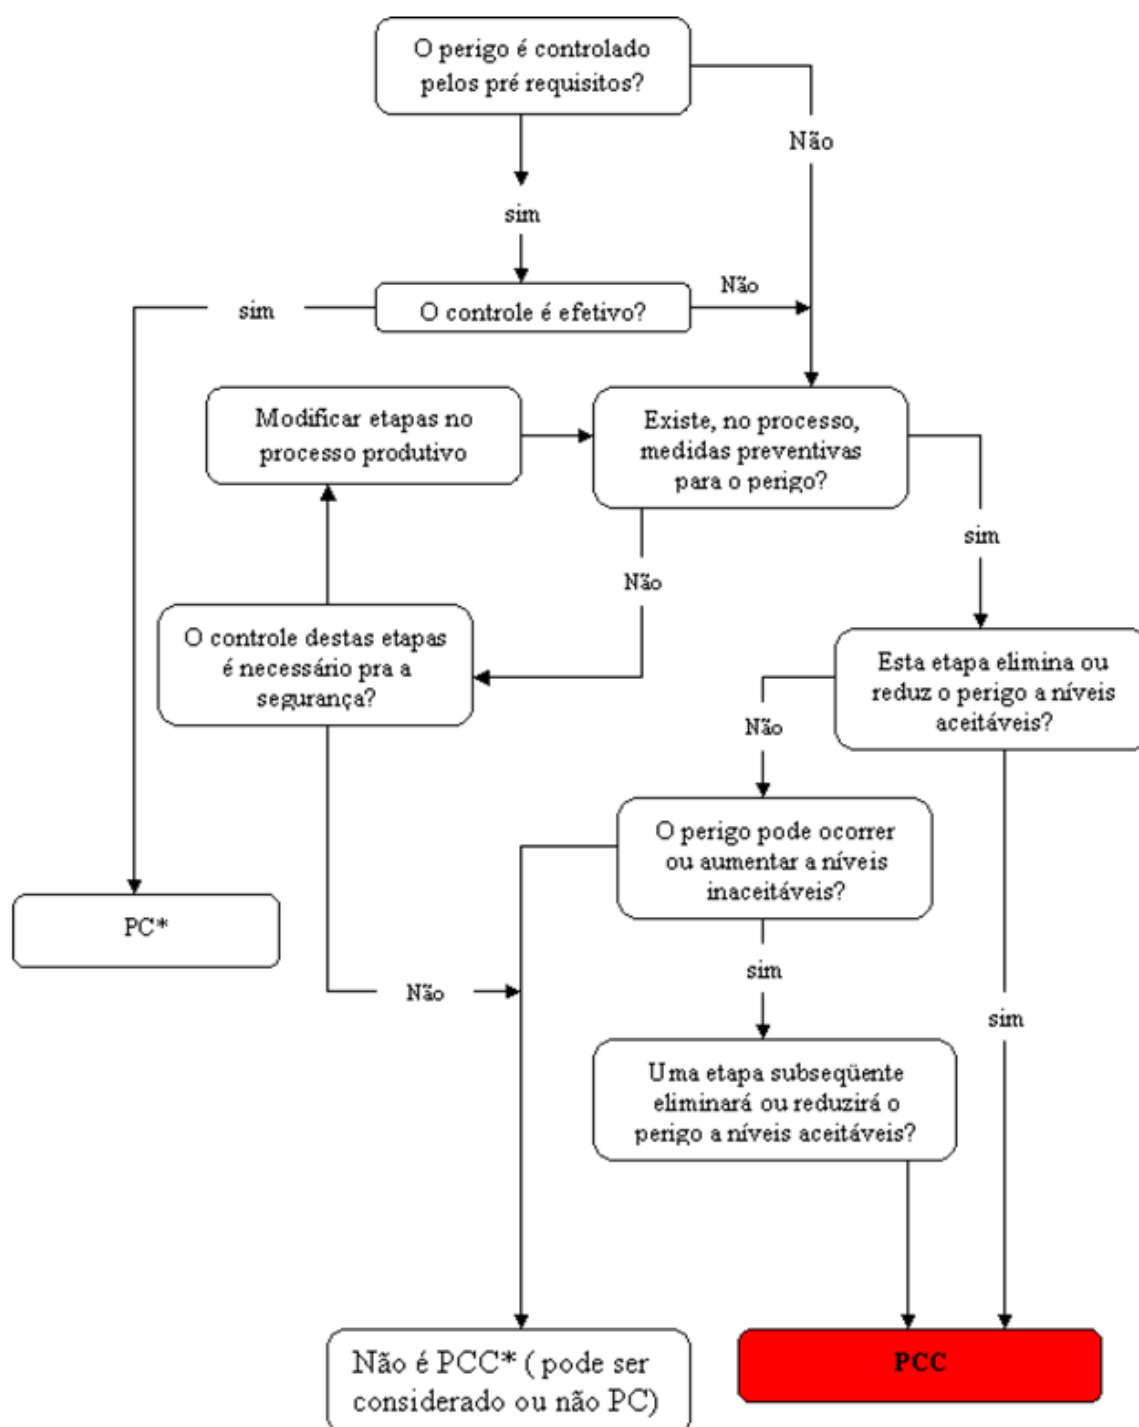 O perigo é controlado
pelos pré requisitos?
Não
sim
Não
sim
O controle é efetivo?
Modificar etapas no
processo produtivo
Existe, no processo,
medidas preventivas
para o perigo?
sim
Não
O controle destas etapas
é necessário pra a
segurança?
Esta etapa elimina ou
reduz o perigo a níveis
aceitáveis?
Não
O perigo pode ocorrer
ou aumentar a níveis
inaceitáveis?
PC*
sim
Não
sim
Uma etapa subseqüente
eliminará ou reduzirá o
perigo a níveis aceitáveis?
Não é PCC* ( pode ser
considerado ou não PC)
PCC